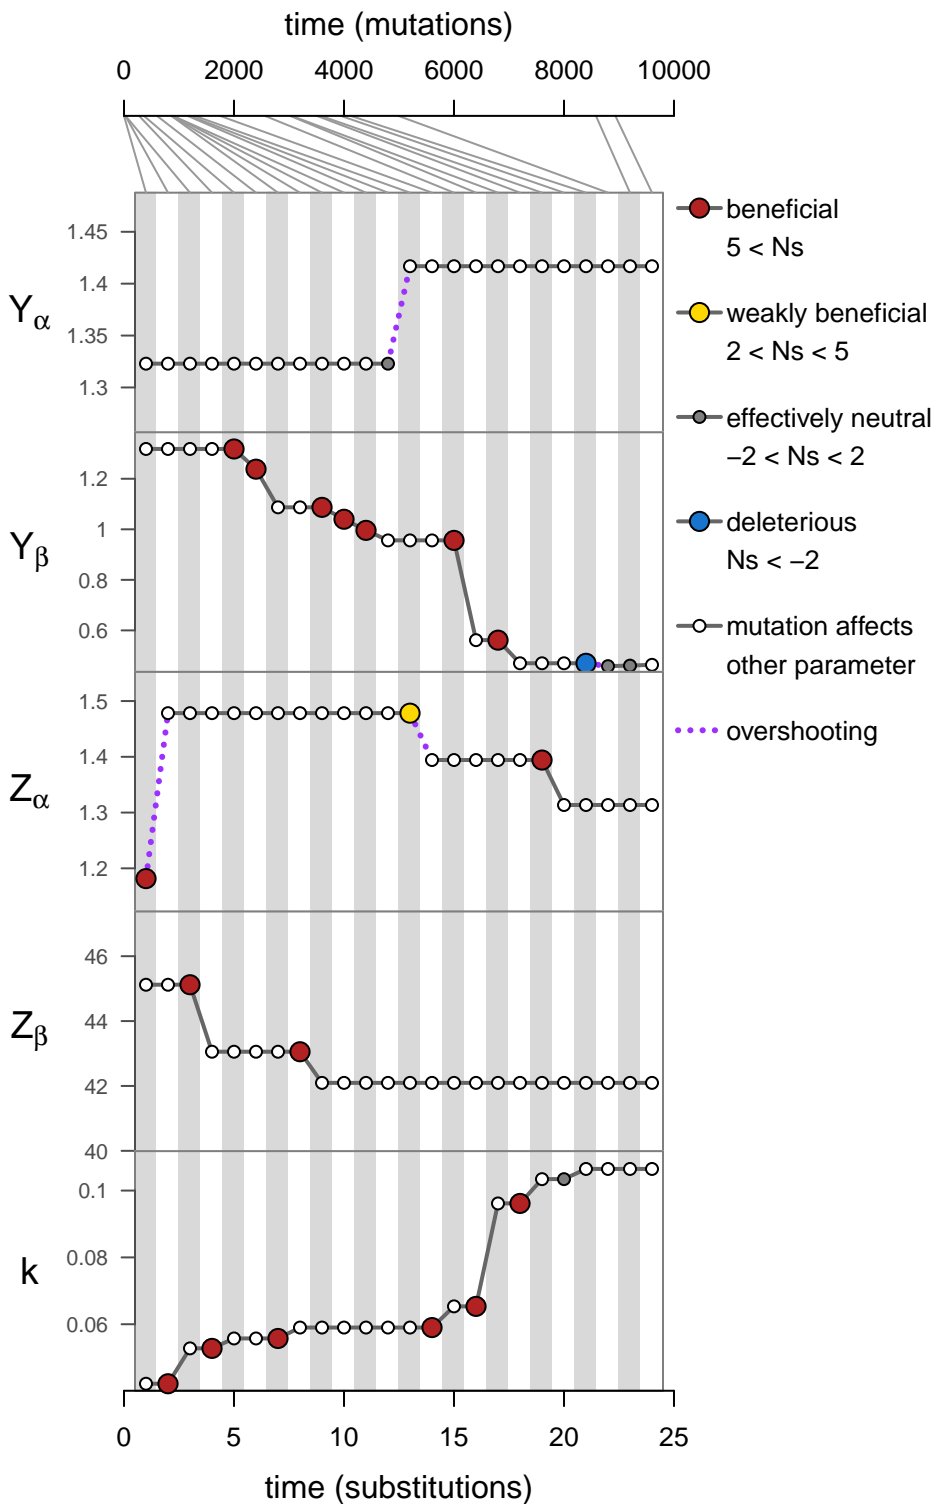 time (mutations)
0 2000 4000 6000 8000 10000
beneficial
5 < Ns
weakly beneficial
2 < Ns < 5
effectively neutral
−2 < Ns < 2
deleterious
Ns < −2
mutation affects
other parameter
overshooting
Yα
1.45
1.4
1.35
1.3
Yβ
1.2
1
0.8
0.6
Zα
1.5
1.4
1.3
1.2
Zβ
46
44
42
40
k
0.1
0.08
0.06
0 5 10 15 20 25
time (substitutions)